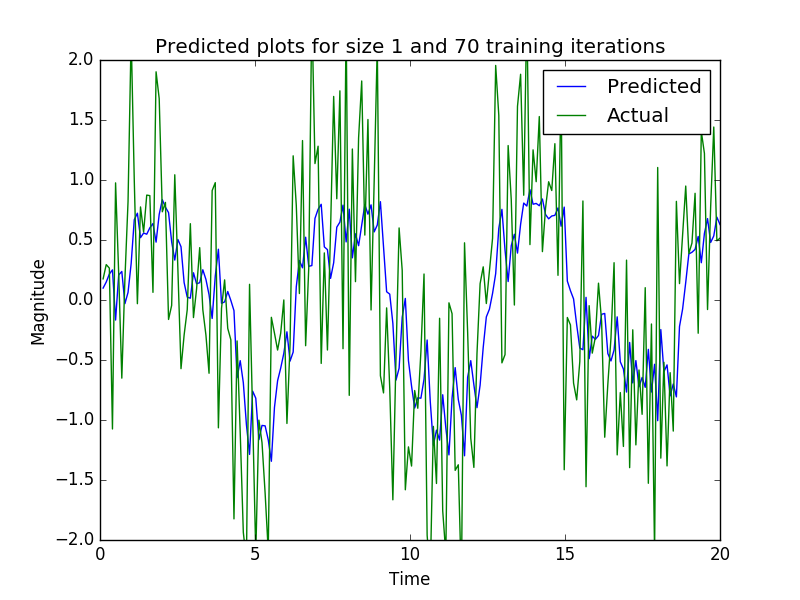 Predicted plots for size 1 and 70 training iterations
Predicted
Actual
2.0
1.5
1.0
0.5
0.0
−0.5
−1.0
−1.5
−2.0
Magnitude
0 5 10 15 20
Time